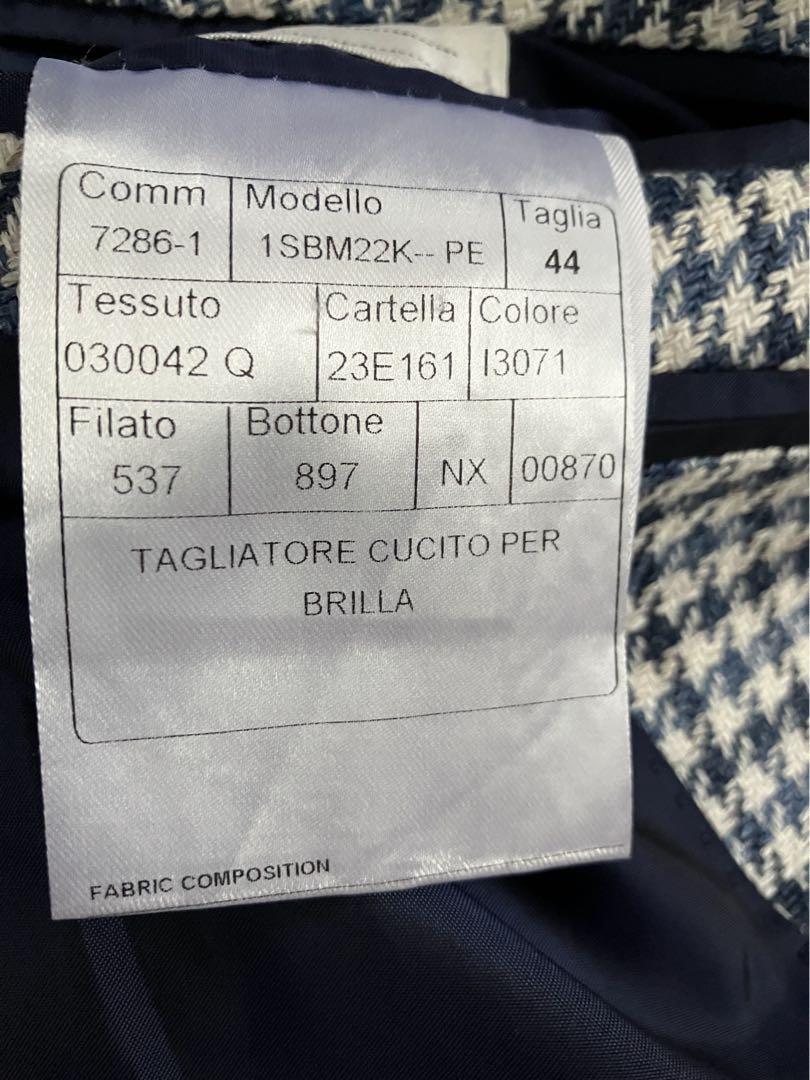 Comm Modello Taglia
7286-1 1SBM22K-- PE 44
Tessuto Cartella Colore
030042 Q 23E161 I3071
Filato Bottone
537 897 NX 00870
TAGLIATORE CUCITO PER
BRILLA
FABRIC COMPOSITION